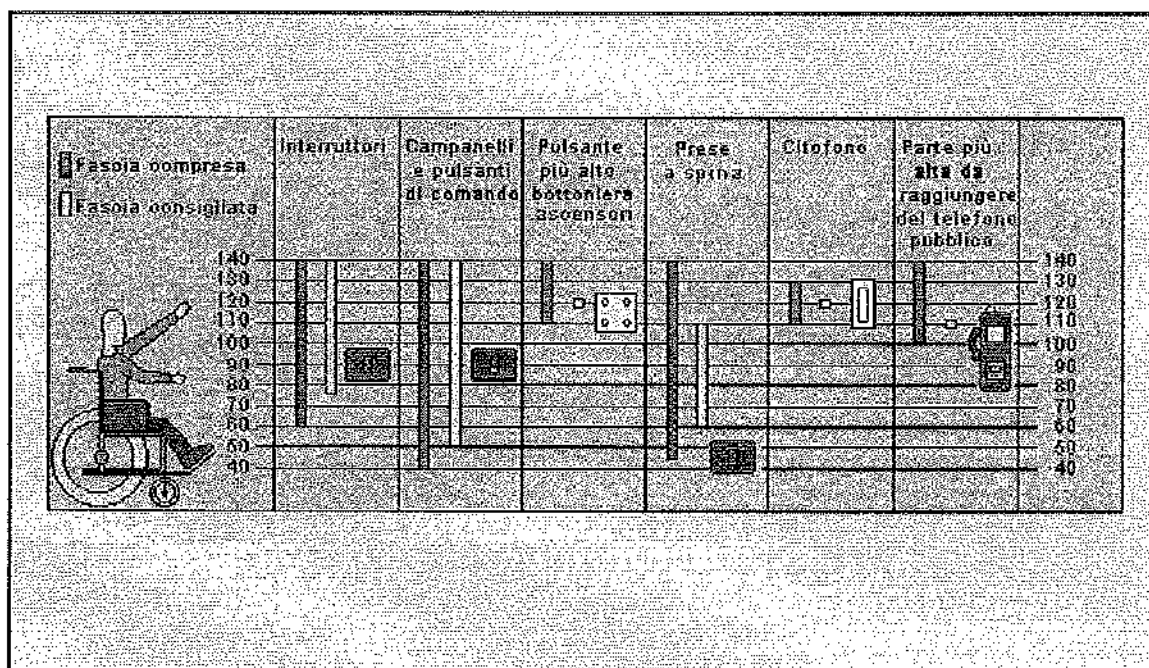 Fascia compresa
Fascia consigliata
Interruttori
Campanelli
e pulsanti
di comando
Pulsante
più alto
bottoniera
ascensori
Prese
a spina
Citofono
Parte più
alta da
raggiungere
del telefono
pubblico
140
130
120
110
100
90
80
70
60
50
40
140
130
120
110
100
90
80
70
60
50
40